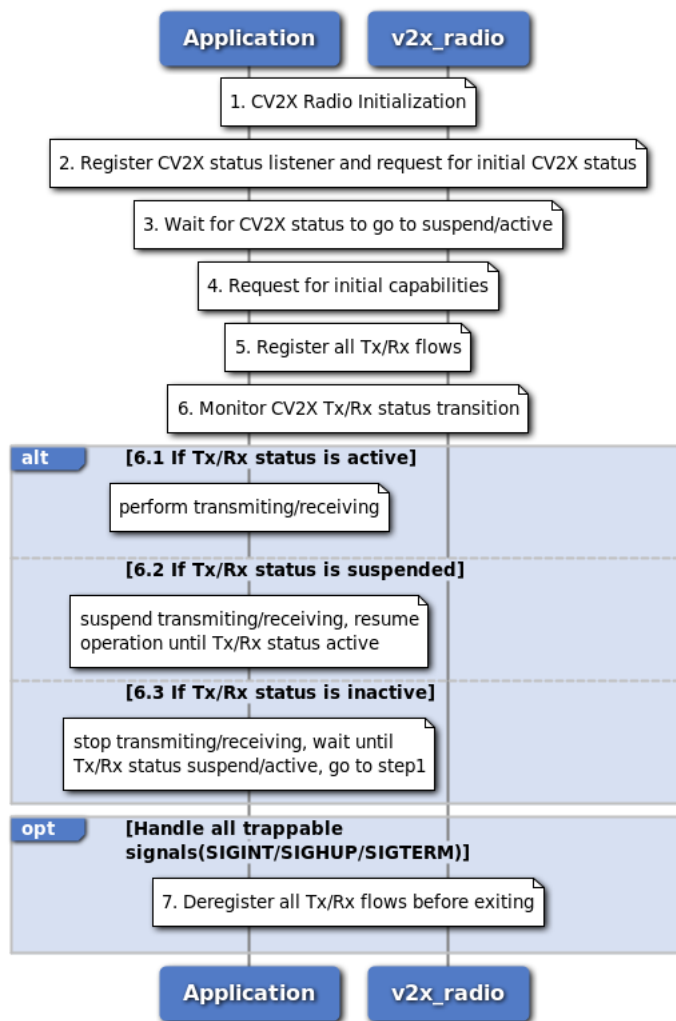 Application
v2x_radio
1. CV2X Radio Initialization
2. Register CV2X status listener and request for initial CV2X status
3. Wait for CV2X status to go to suspend/active
4. Request for initial capabilities
5. Register all Tx/Rx flows
6. Monitor CV2X Tx/Rx status transition
alt
[6.1 If Tx/Rx status is active]
perform transmiting/receiving
[6.2 If Tx/Rx status is suspended]
suspend transmiting/receiving, resume
operation until Tx/Rx status active
[6.3 If Tx/Rx status is inactive]
stop transmiting/receiving, wait until
Tx/Rx status suspend/active, go to step1
opt
[Handle all trappable
signals(SIGINT/SIGHUP/SIGTERM)]
7. Deregister all Tx/Rx flows before exiting
Application
v2x_radio